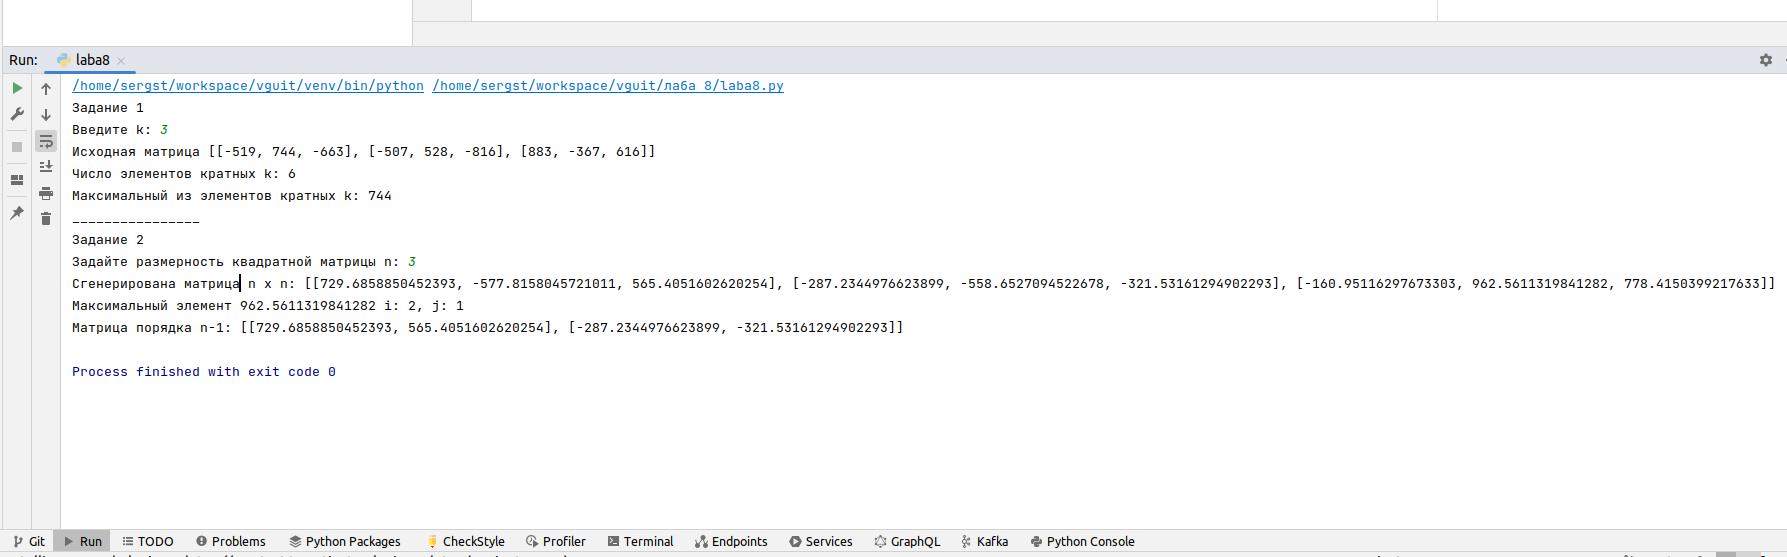 Run: laba8
/home/sergst/workspace/vguit/venv/bin/python /home/sergst/workspace/vguit/лаба 8/laba8.py
Задание 1
Введите k: 3
Исходная матрица [[-519, 744, -663], [-507, 528, -816], [883, -367, 616]]
Число элементов кратных k: 6
Максимальный из элементов кратных k: 744
________________
Задание 2
Задайте размерность квадратной матрицы n: 3
Сгенерирована матрица n x n: [[729.6858850452393, -577.8158045721011, 565.4051602620254], [-287.2344976623899, -558.6527094522678, -321.53161294902293], [-160.95116297673303, 962.5611319841282, 778.4150399217633]]
Максимальный элемент 962.5611319841282 i: 2, j: 1
Матрица порядка n-1: [[729.6858850452393, 565.4051602620254], [-287.2344976623899, -321.53161294902293]]
Process finished with exit code 0
Git Run TODO Problems Python Packages CheckStyle Profiler Terminal Endpoints Services GraphQL Kafka Python Console